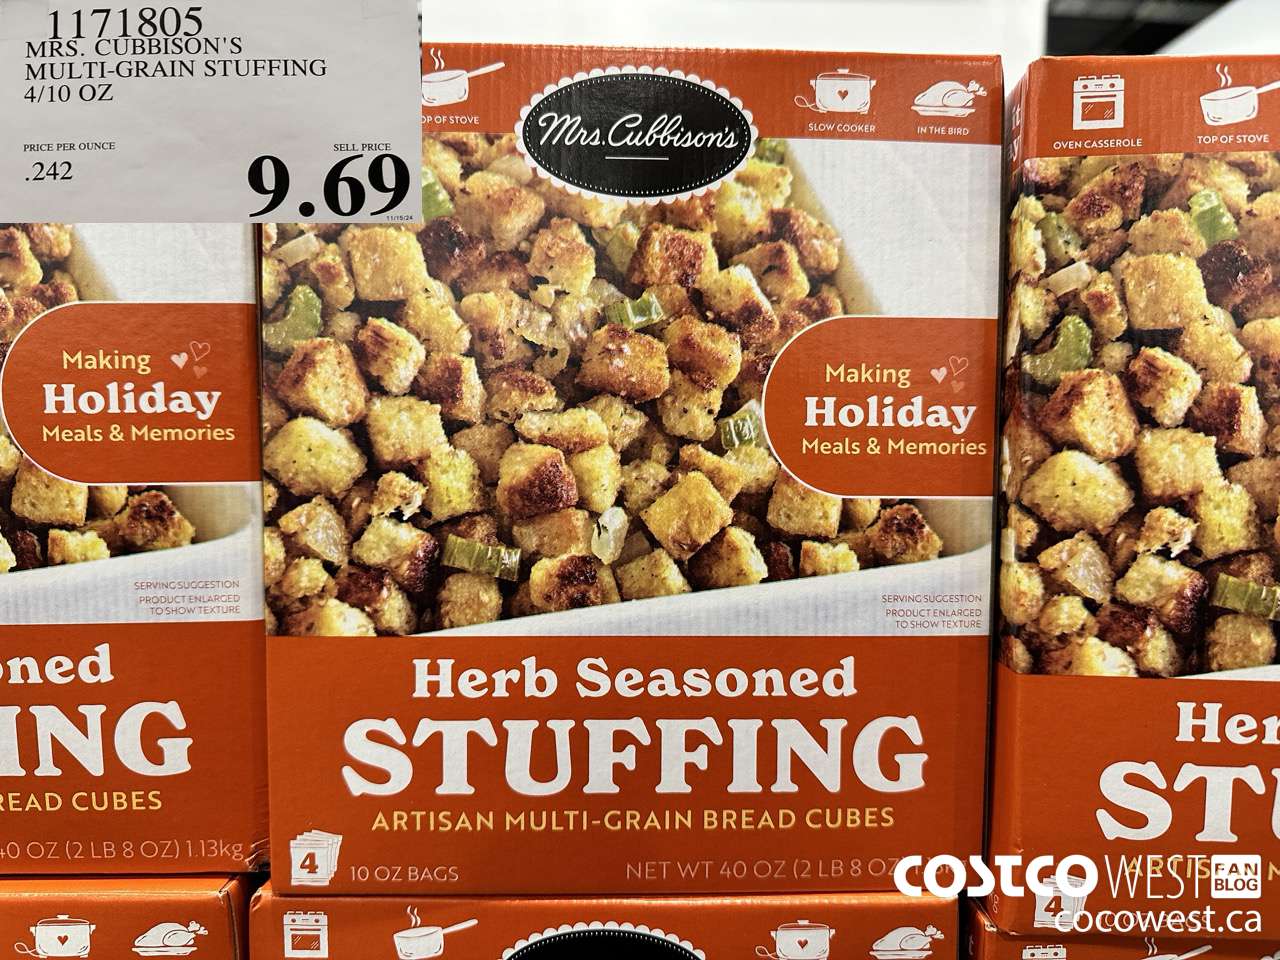 1171805
MRS. CUBBISON'S
MULTI-GRAIN STUFFING
4/10 OZ
PRICE PER OUNCE
.242
SELL PRICE
9.69
11/15/24
OP OF STOVE
Mrs. Cubbison's
SLOW COOKER
IN THE BIRD
OVEN CASSEROLE
TOP OF STOVE
Making
Holiday
Meals & Memories
Making
Holiday
Meals & Memories
SERVING SUGGESTION
PRODUCT ENLARGED
TO SHOW TEXTURE
SERVING SUGGESTION
PRODUCT ENLARGED
TO SHOW TEXTURE
oned
ING
READ CUBES
40 OZ (2 LB 8 OZ) 1.13kg
Herb Seasoned
STUFFING
ARTISAN MULTI-GRAIN BREAD CUBES
4 10 OZ BAGS
NET WT 40 OZ (2 LB 8 OZ
Her
STU
ARTISAN M
4
COSTCO WEST FAN BLOG
cocowest.ca